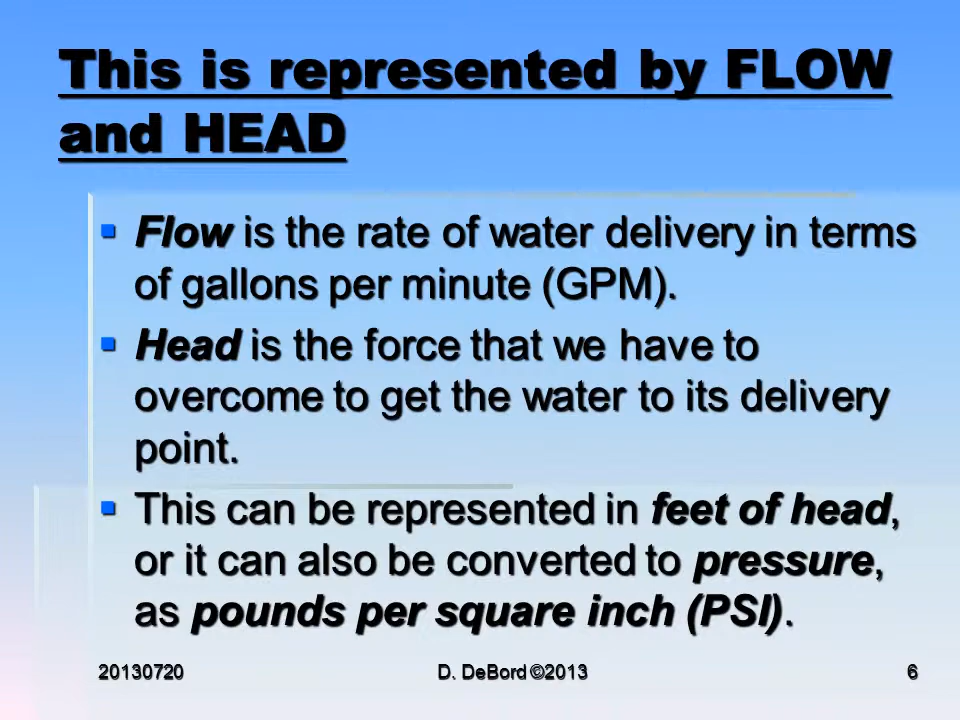 This is represented by FLOW
and HEAD
▪ Flow is the rate of water delivery in terms
of gallons per minute (GPM).
▪ Head is the force that we have to
overcome to get the water to its delivery
point.
▪ This can be represented in feet of head,
or it can also be converted to pressure,
as pounds per square inch (PSI).
20130720 D. DeBord ©2013 6